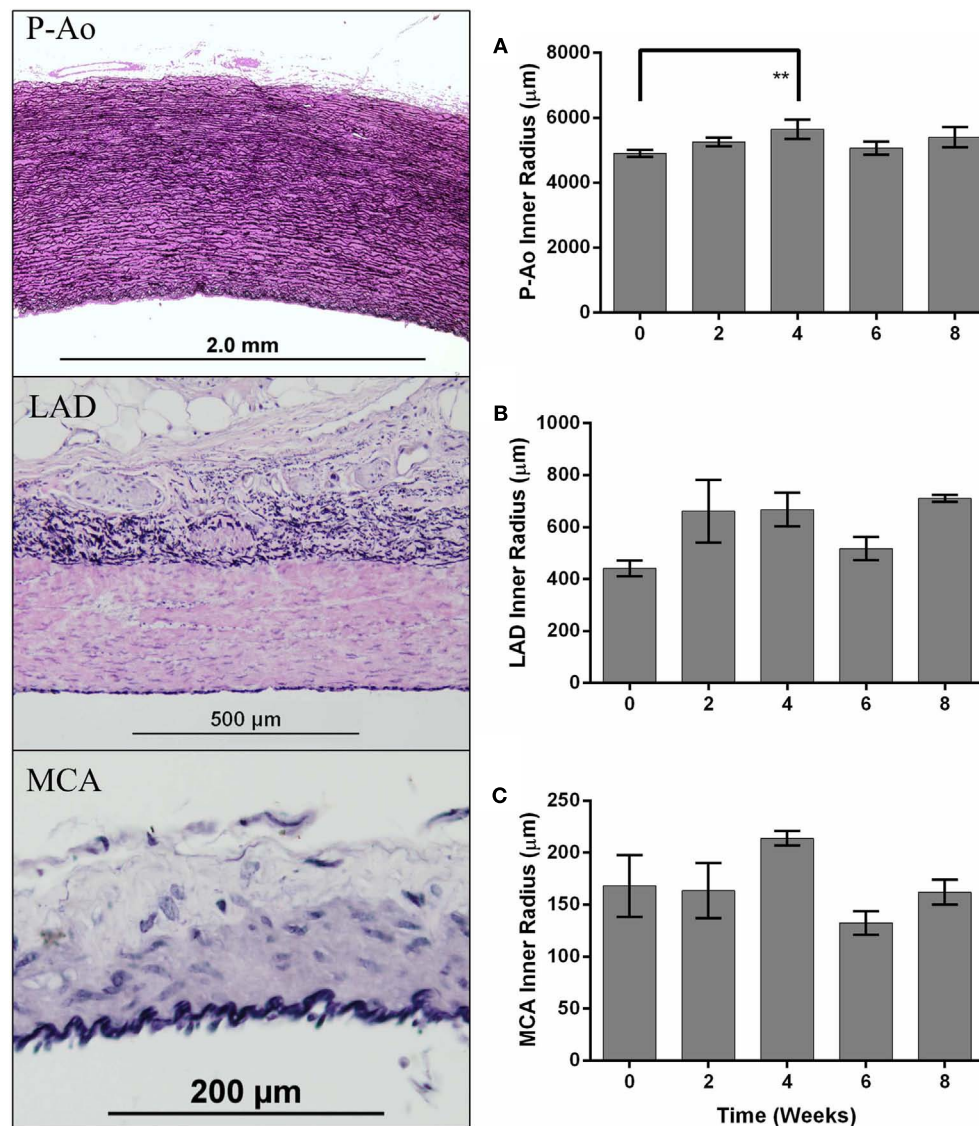 P-Ao
2.0 mm
LAD
500 µm
MCA
200 µm
A
P-Ao Inner Radius (µm)
8000
6000
4000
2000
0
**
0 2 4 6 8
B
LAD Inner Radius (µm)
1000
800
600
400
200
0
0 2 4 6 8
C
MCA Inner Radius (µm)
250
200
150
100
50
0
0 2 4 6 8
Time (Weeks)